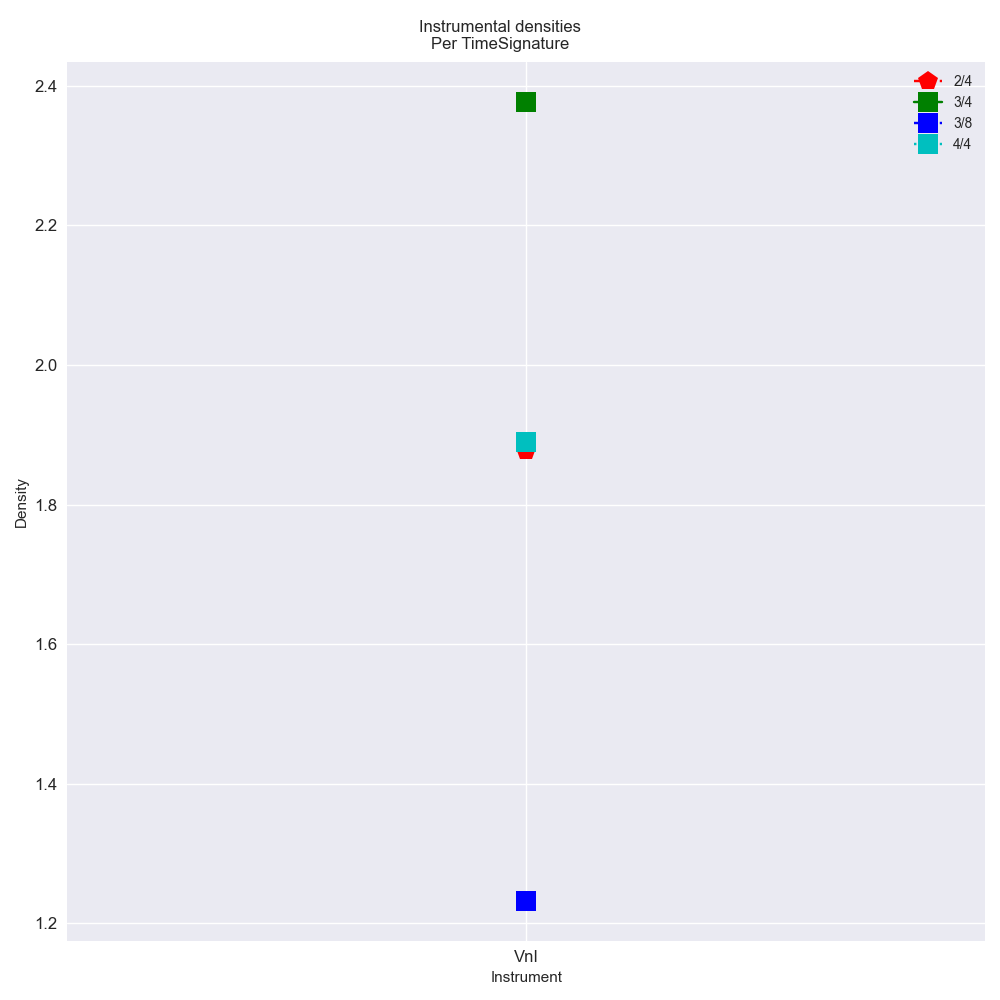 Instrumental densities
Per TimeSignature
2/4
3/4
3/8
4/4
2.4
2.2
2.0
1.8
1.6
1.4
1.2
Density
VnI
Instrument